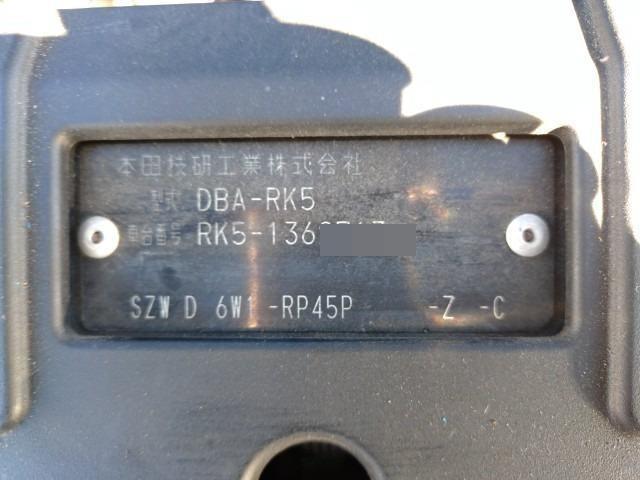 本田技研工業株式会社
型式 DBA-RK5
車台番号 RK5-136
SZW D 6W1 -RP45P -Z -C